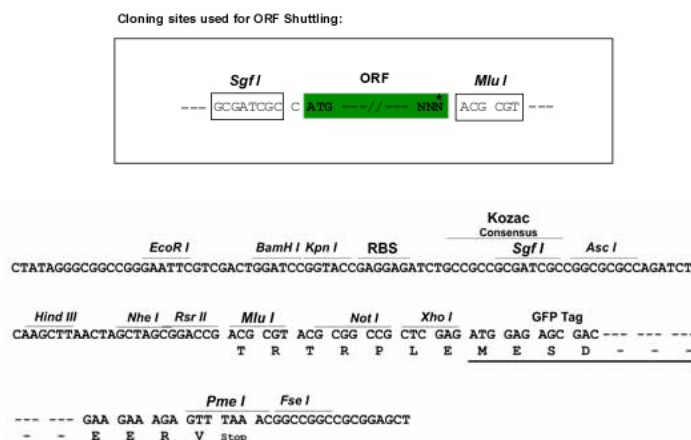 Cloning sites used for ORF Shuttling:
Sgf I ORF Mlu I
--- GCGATCGC C ATG ---//--- NNN* ACG CGT ---
Kozac
Consensus
EcoR I BamH I Kpn I RBS Sgf I Asc I
CTATAGGGCGGCCGGGAATTCGTCGACTGGATCCGGTACCGAGGAGATCTGCCGCCGCGATCGCCGGCGCGCCAGATCT
Hind III Nhe I Rsr II Mlu I Not I Xho I GFP Tag
CAAGCTTAACTAGCTAGCGGACCG ACG CGT ACG CGG CCG CTC GAG ATG GAG AGC GAC--- --- ---
T R T R P L E M E S D - - -
Pme I Fse I
--- --- GAA GAA AGA GTT TAA ACGGCCGGCCGCGGAGCT
- - E E R V Stop